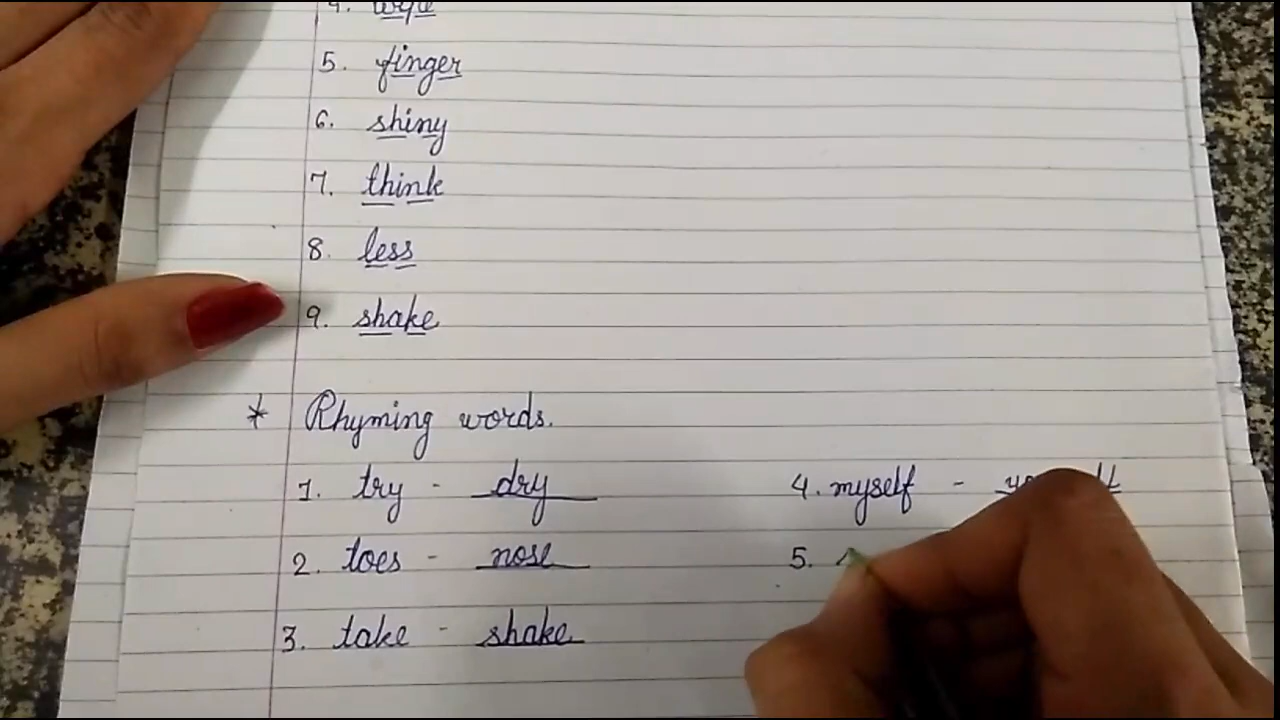 5. finger
6. shiny
7. think
8. less
9. shake
* Rhyming words.
1. try - dry
2. toes - nose
3. take - shake
4. myself -
5.